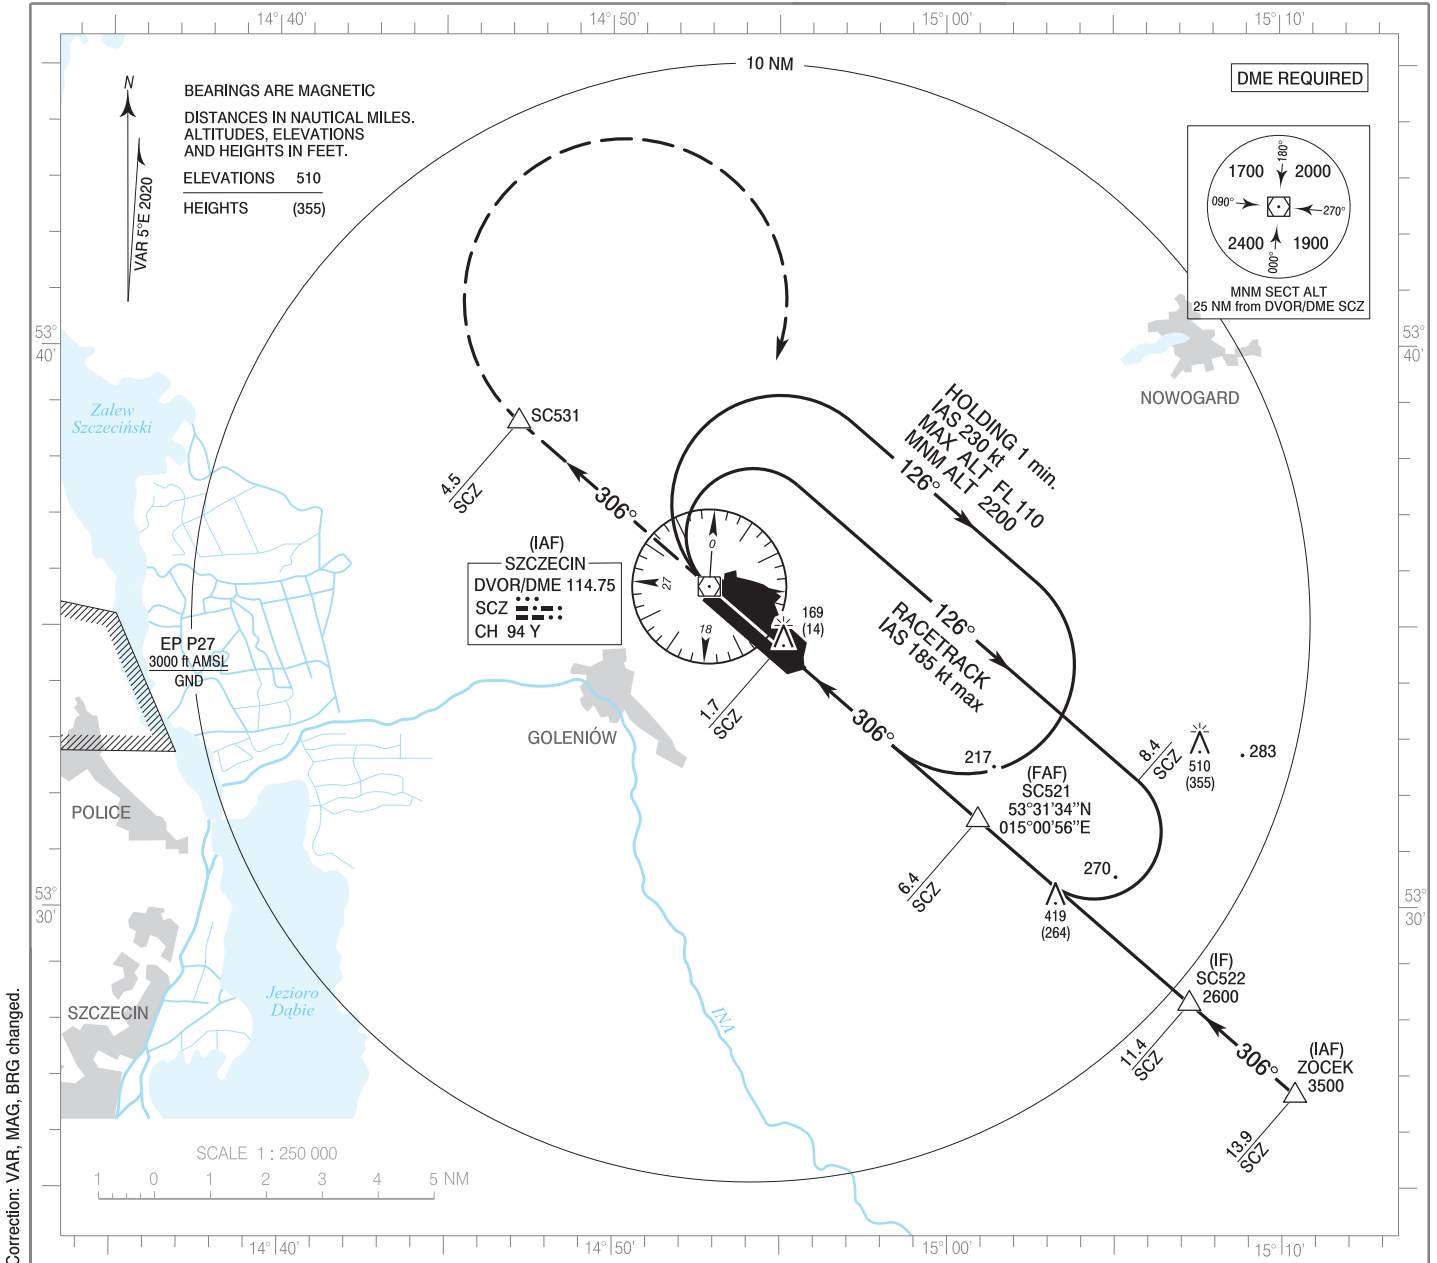 14°40'
14°50'
15°00'
15°10'
10 NM
DME REQUIRED
N
VAR 5°E 2020
BEARINGS ARE MAGNETIC
DISTANCES IN NAUTICAL MILES.
ALTITUDES, ELEVATIONS
AND HEIGHTS IN FEET.
ELEVATIONS 510
HEIGHTS (355)
180°
1700 2000
090° 270°
2400 1900
000°
MNM SECT ALT
25 NM from DVOR/DME SCZ
53°
40'
53°
40'
Zalew
Szczeciński
NOWOGARD
SC531
4.5
SCZ
306°
HOLDING 1 min.
IAS 230 kt
MAX ALT FL 110
MNM ALT 2200
126°
(IAF)
SZCZECIN
DVOR/DME 114.75
SCZ
CH 94 Y
0
27
18
169
(14)
1.7
SCZ
126°
RACETRACK
IAS 185 kt max
EP P27
3000 ft AMSL
GND
GOLENIÓW
306°
217
(FAF)
SC521
53°31'34"N
015°00'56"E
8.4
SCZ
510
(355)
283
POLICE
6.4
SCZ
270
419
(264)
53°
30'
53°
30'
(IF)
SC522
2600
11.4
SCZ
306°
(IAF)
ZOCEK
3500
13.9
SCZ
SZCZECIN
Jezioro
Dąbie
INA
SCALE 1 : 250 000
1 0 1 2 3 4 5 NM
14°40'
14°50'
15°00'
15°10'
Correction: VAR, MAG, BRG changed.